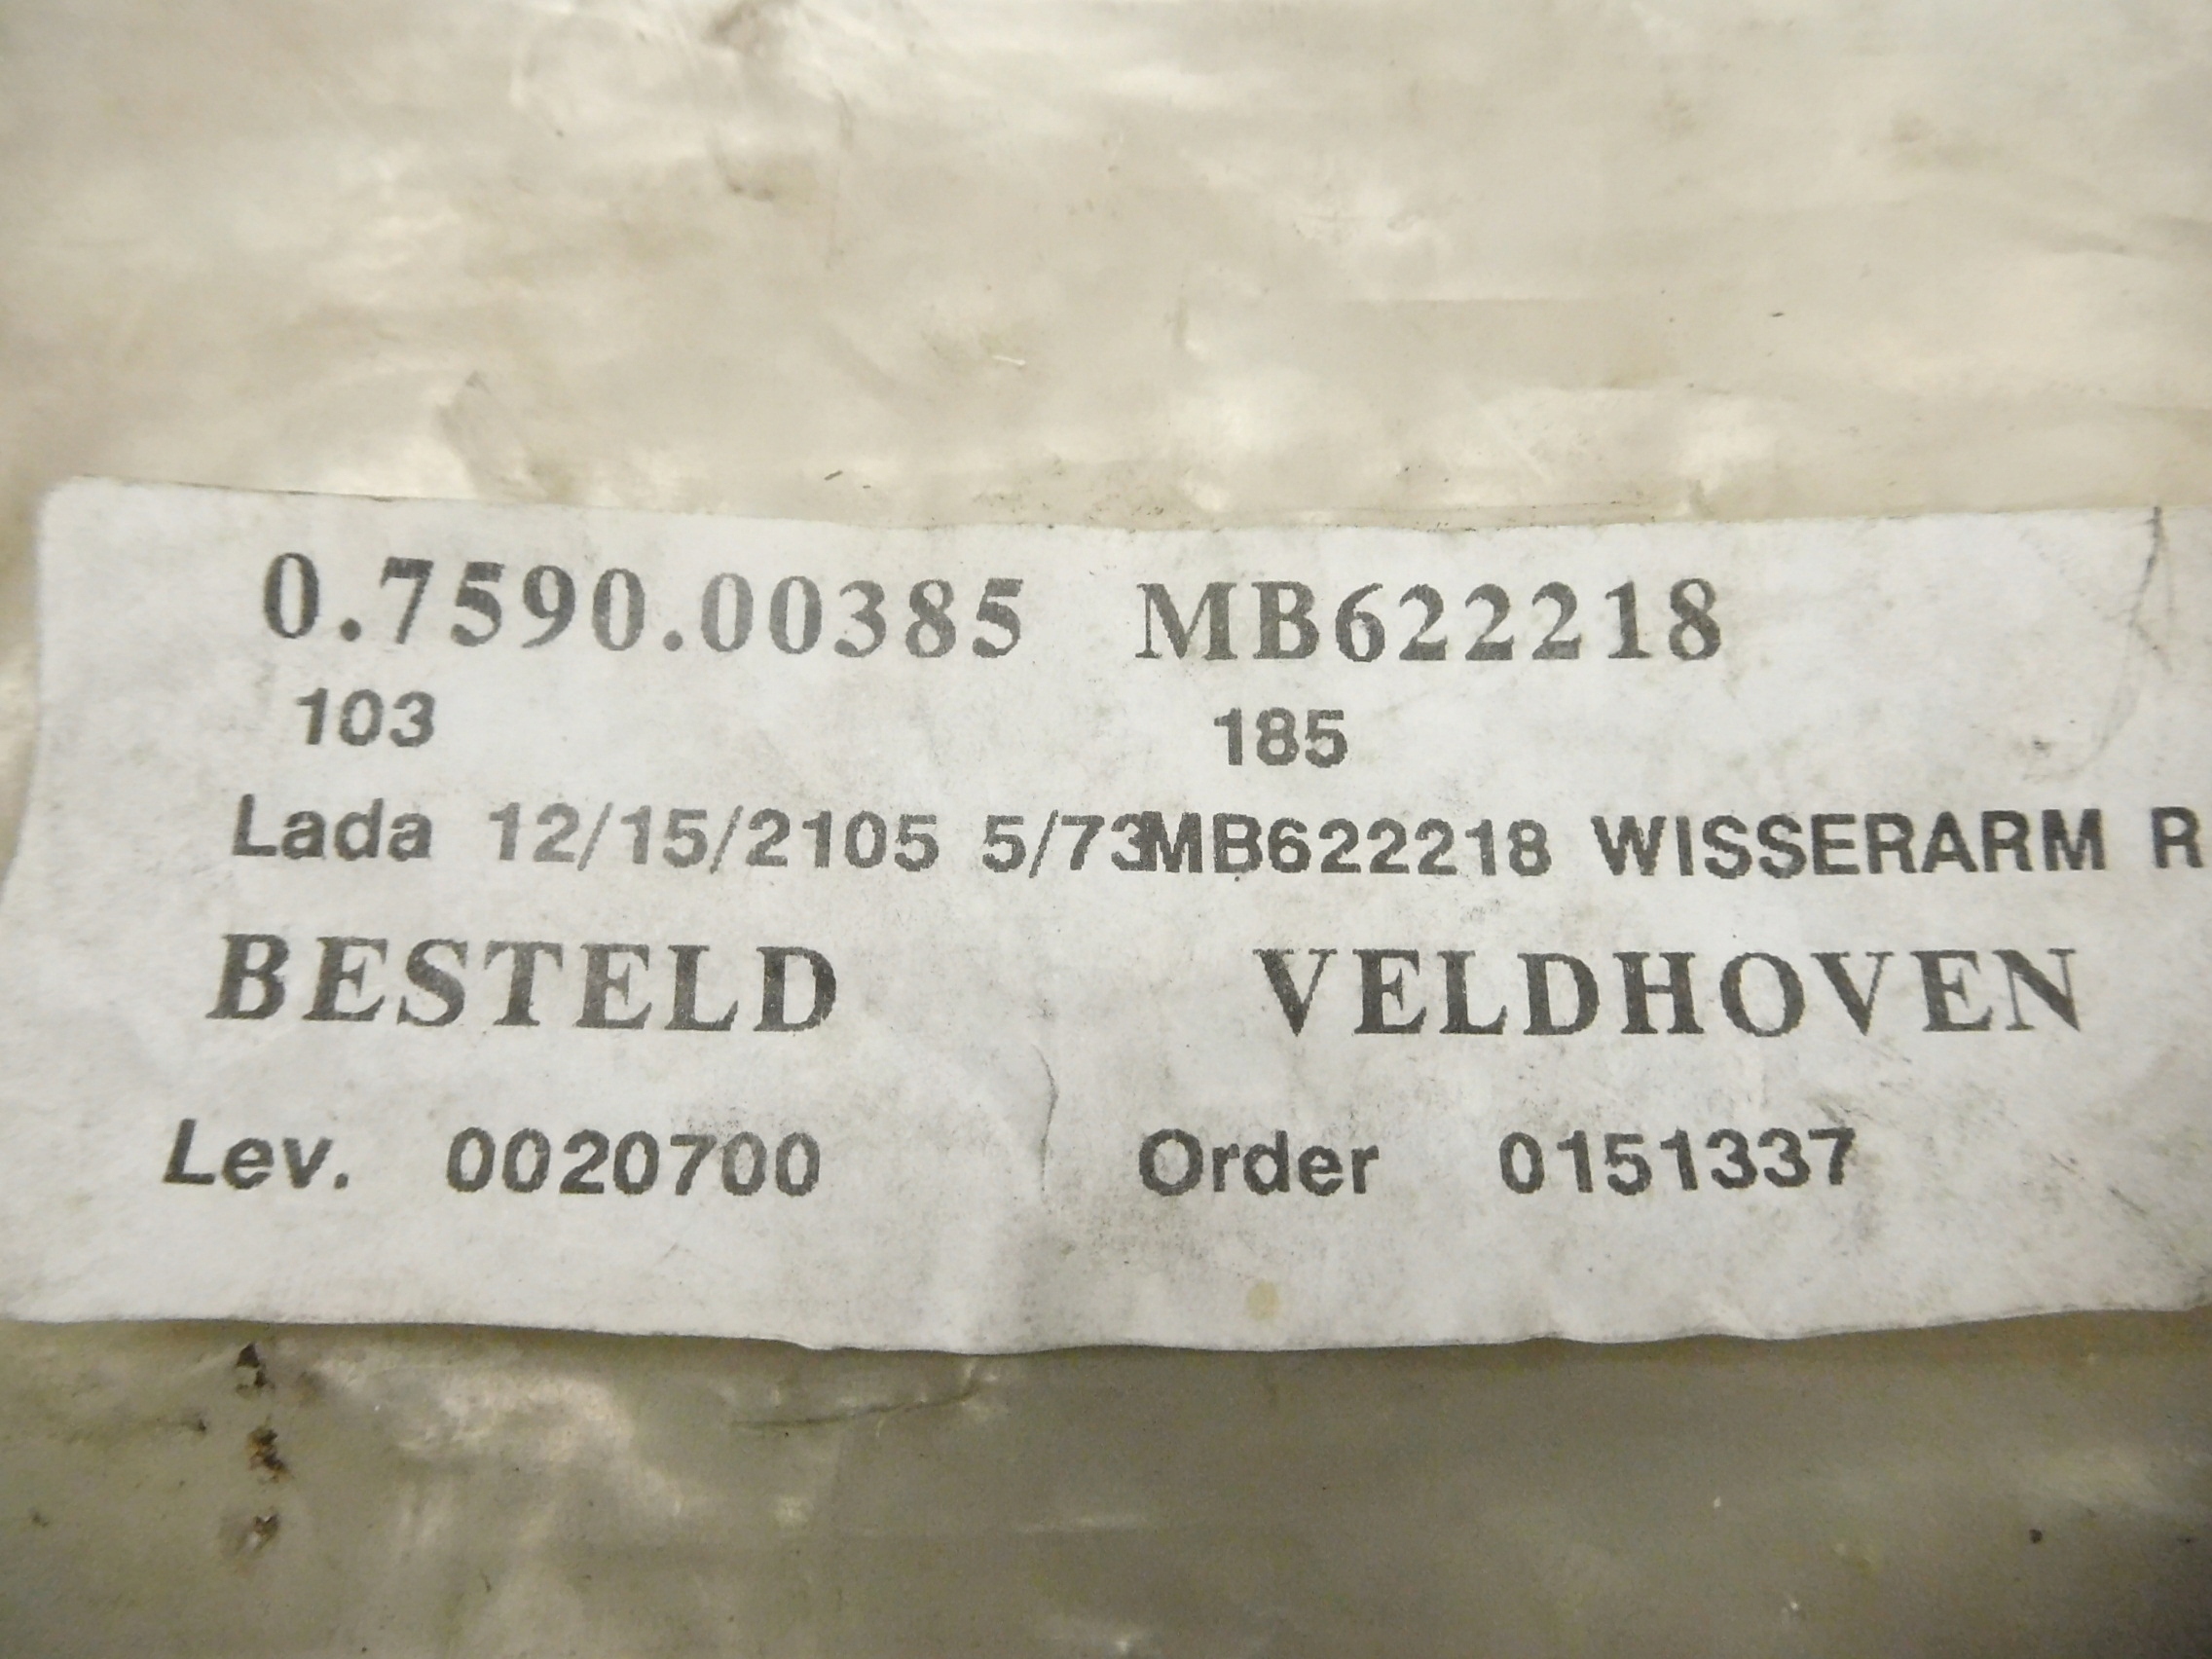 0.7590.00385 MB622218
103 185
Lada 12/15/2105 5/73MB622218 WISSERARM R
BESTELD VELDHOVEN
Lev. 0020700 Order 0151337